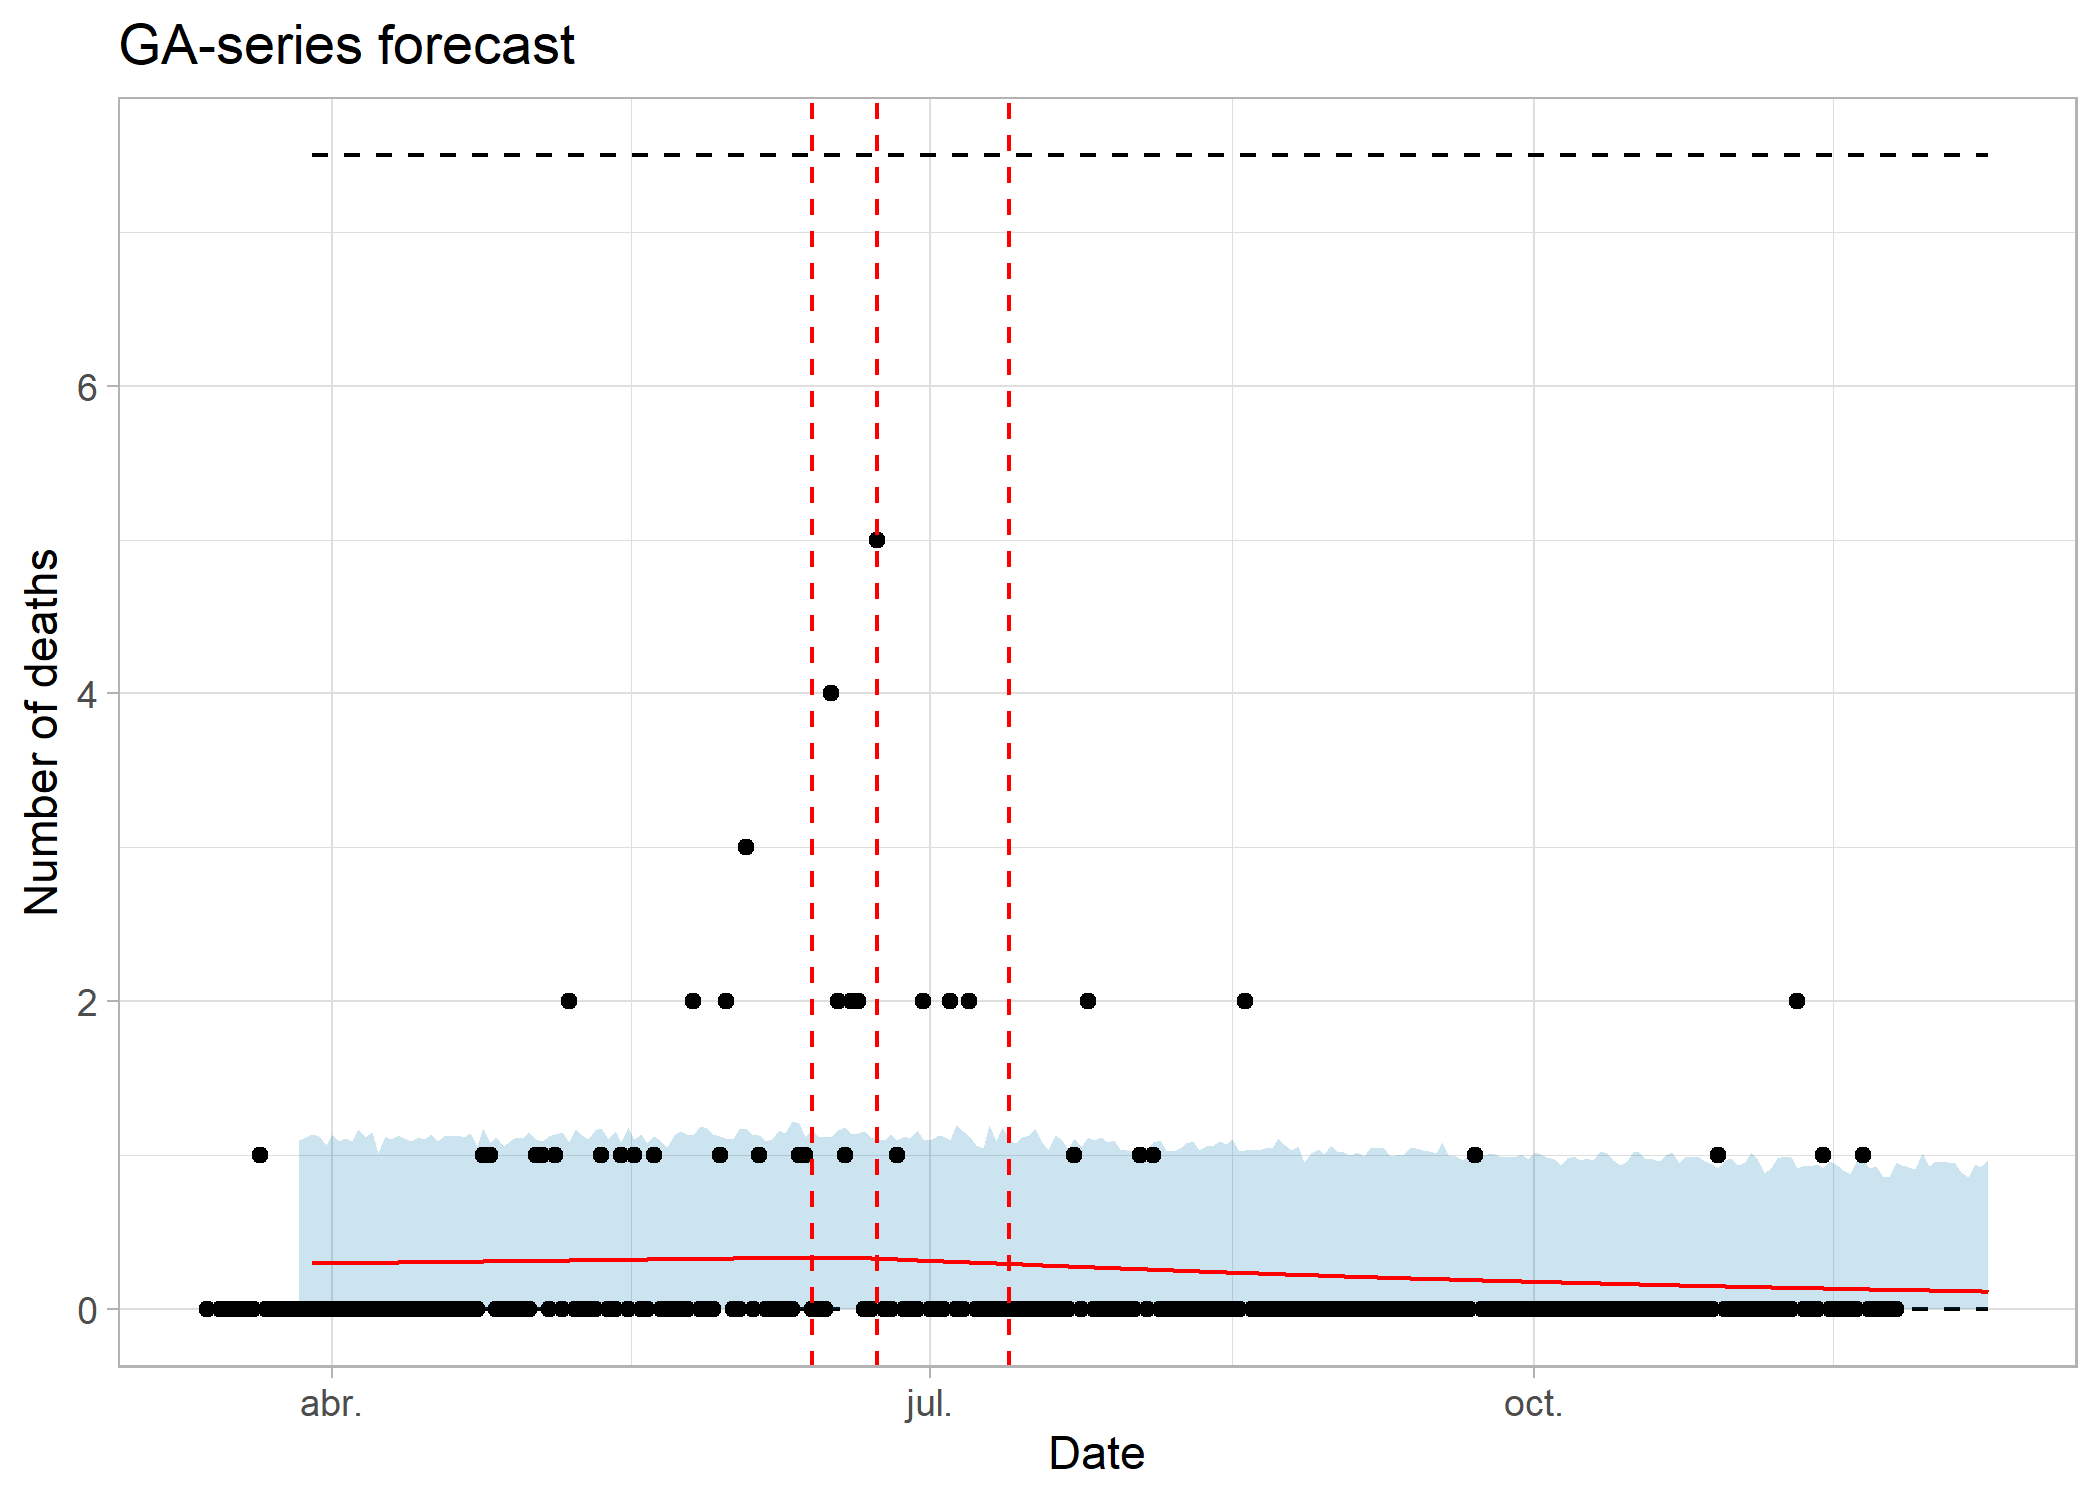 GA-series forecast
Number of deaths
6
4
2
0
abr.
jul.
oct.
Date